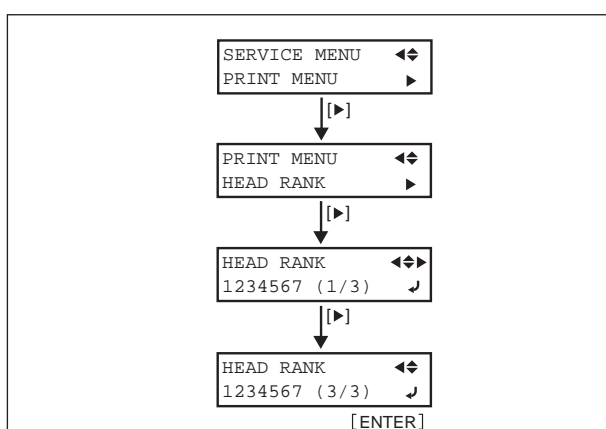 SERVICE MENU ◀◆
PRINT MENU ▶
[▶]
PRINT MENU ◀◆
HEAD RANK ▶
[▶]
HEAD RANK ◀◆▶
1234567 (1/3) ↵
[▶]
HEAD RANK ◀◆
1234567 (3/3) ↵
[ENTER]